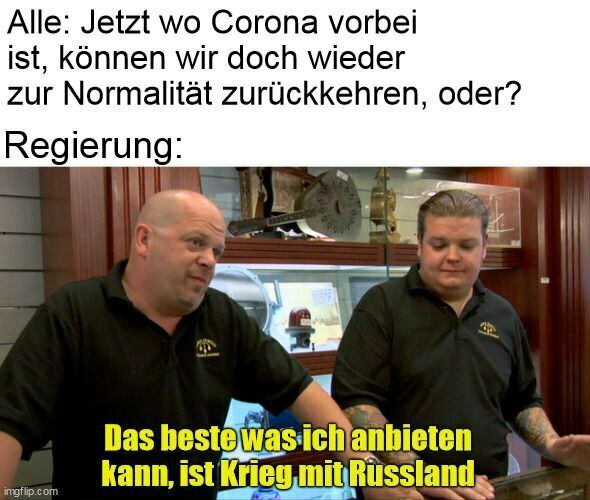 Alle: Jetzt wo Corona vorbei
ist, können wir doch wieder
zur Normalität zurückkehren, oder?
Regierung:
Das beste was ich anbieten
kann, ist Krieg mit Russland
imgflip.com